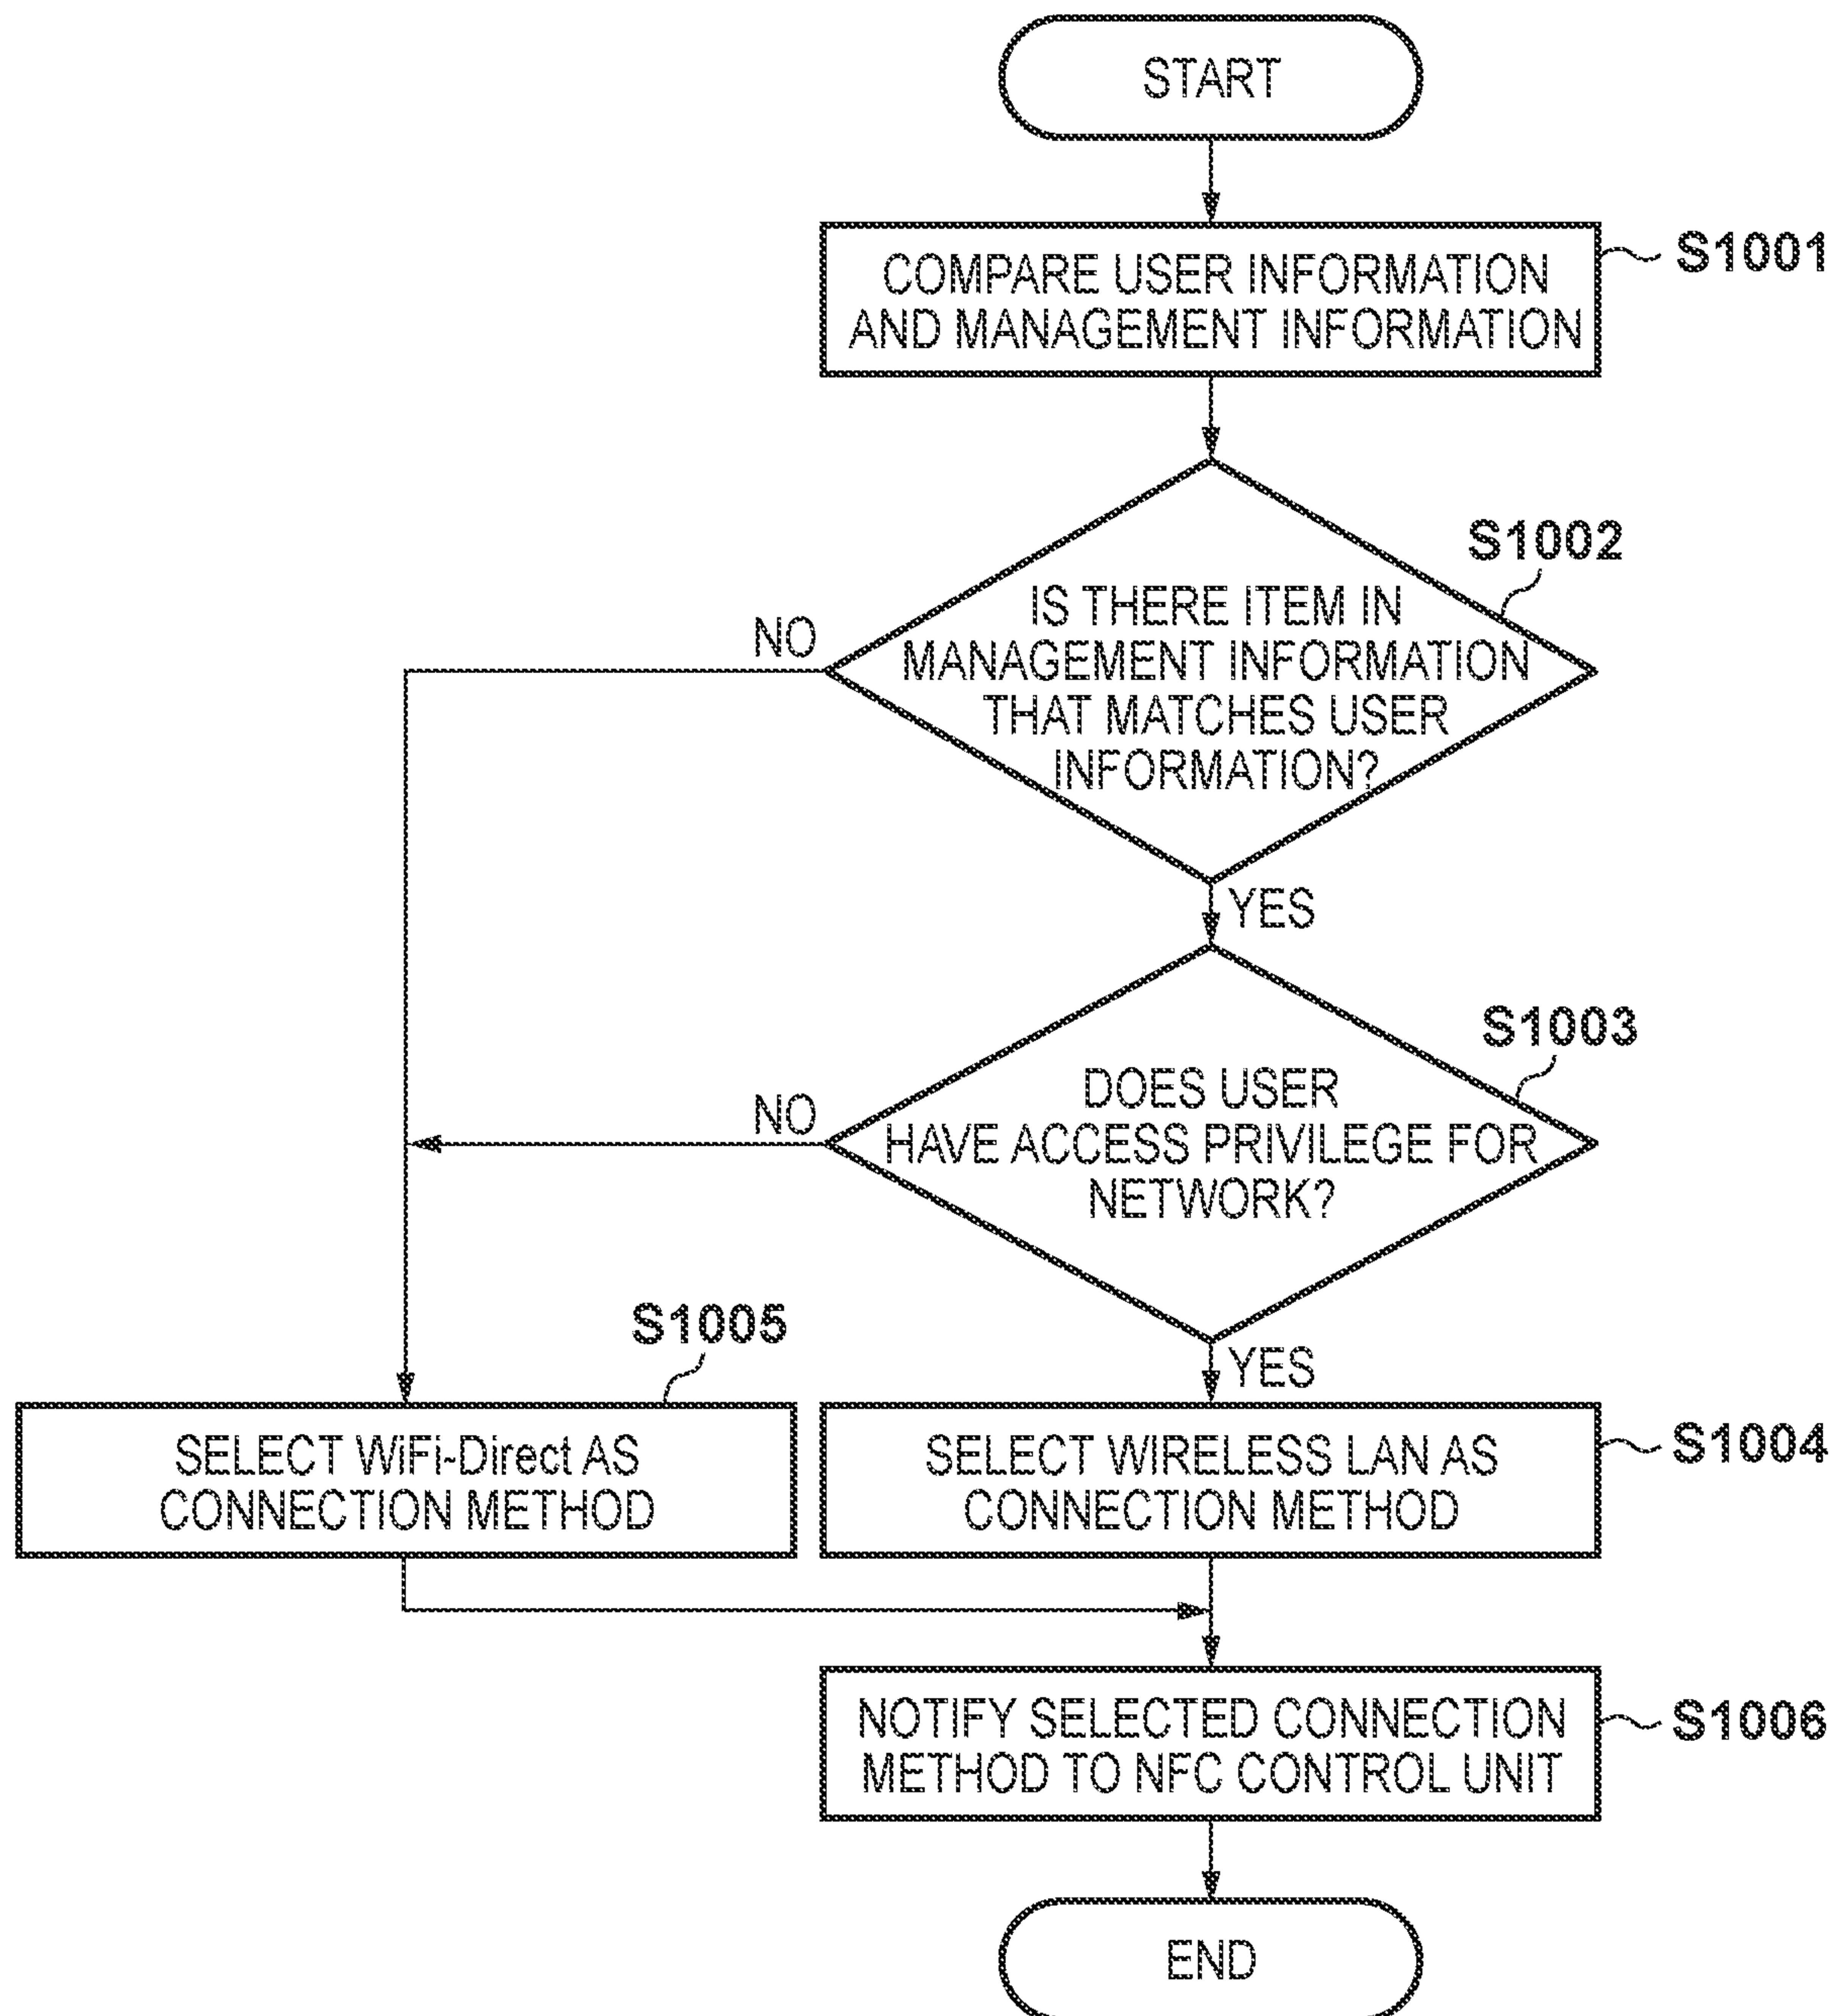 START
COMPARE USER INFORMATION
AND MANAGEMENT INFORMATION
S1001
S1002
IS THERE ITEM IN
MANAGEMENT INFORMATION
THAT MATCHES USER
INFORMATION?
NO
YES
S1003
DOES USER
HAVE ACCESS PRIVILEGE FOR
NETWORK?
NO
YES
S1005
SELECT WiFi-Direct AS
CONNECTION METHOD
SELECT WIRELESS LAN AS
CONNECTION METHOD
S1004
NOTIFY SELECTED CONNECTION
METHOD TO NFC CONTROL UNIT
S1006
END